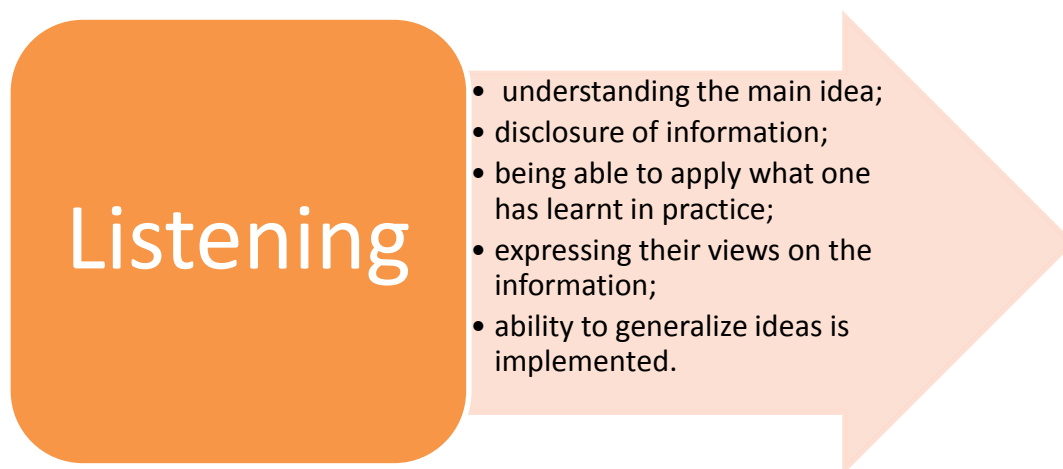 Listening
• understanding the main idea;
• disclosure of information;
• being able to apply what one
has learnt in practice;
• expressing their views on the
information;
• ability to generalize ideas is
implemented.